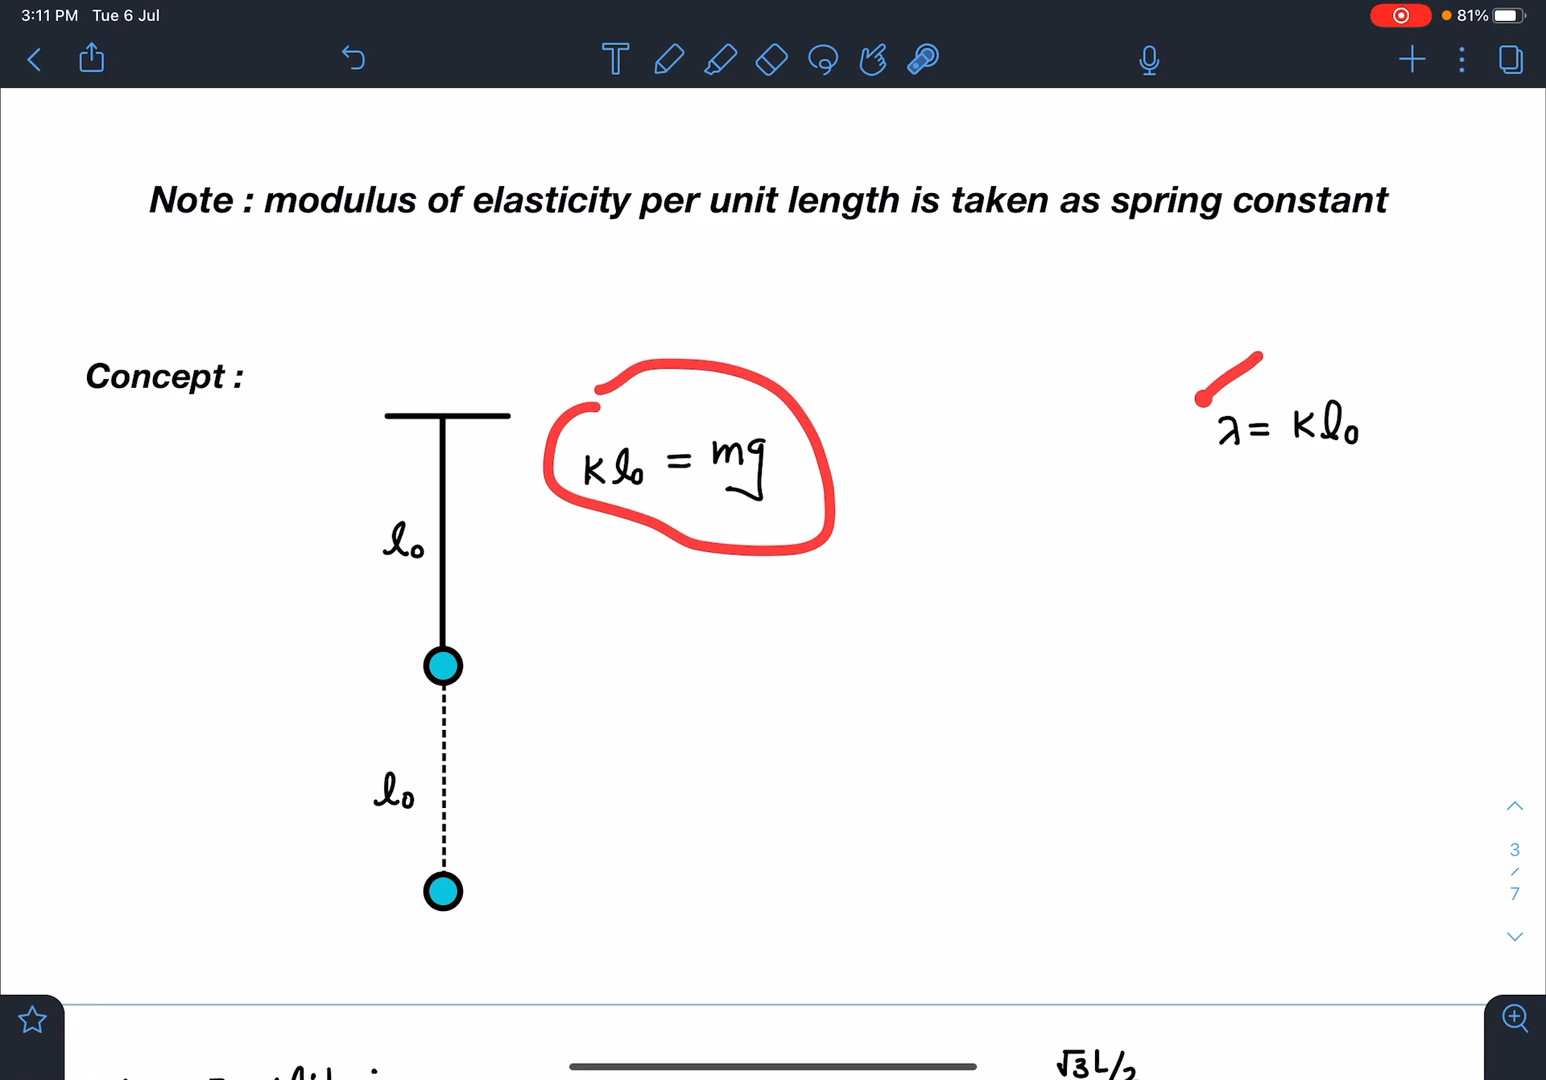 3:11 PM Tue 6 Jul
81%
T
Note : modulus of elasticity per unit length is taken as spring constant
Concept :
λ = kl₀
kl₀ = mg
l₀
l₀
3
/
7
√3L/2